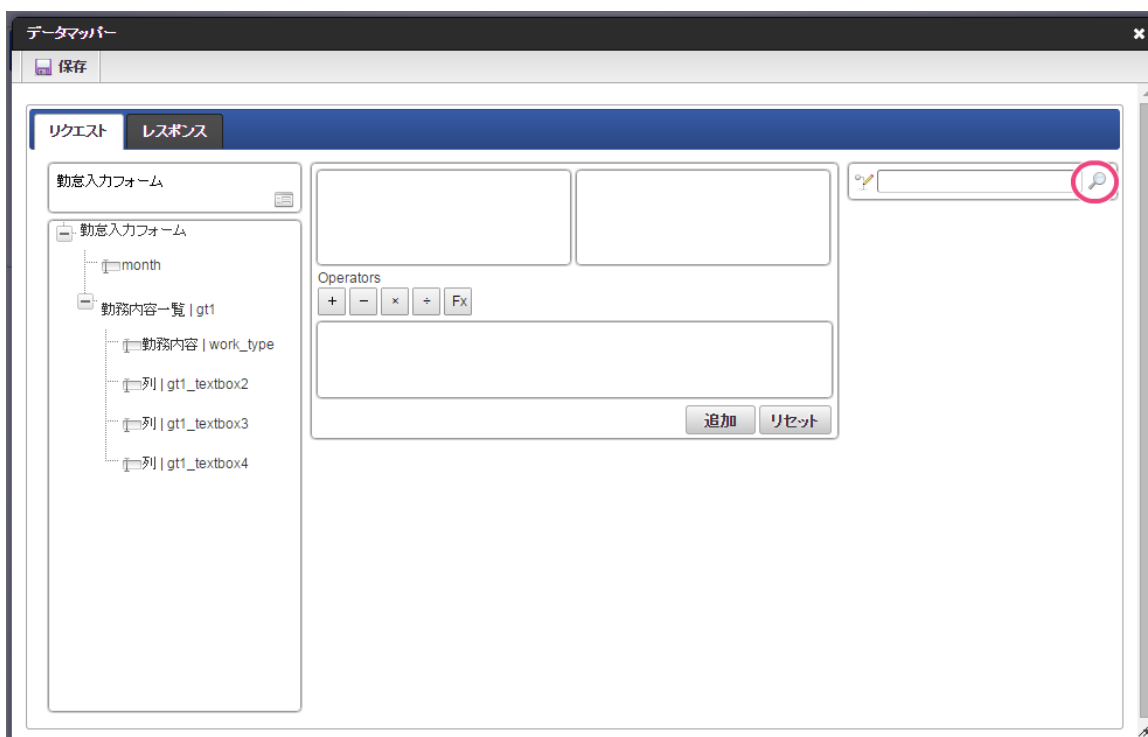 データマッパー
保存
リクエスト レスポンス
勤怠入力フォーム
勤怠入力フォーム
month
勤務内容一覧 | gt1
勤務内容 | work_type
列 | gt1_textbox2
列 | gt1_textbox3
列 | gt1_textbox4
Operators
+ − × ÷ Fx
追加 リセット